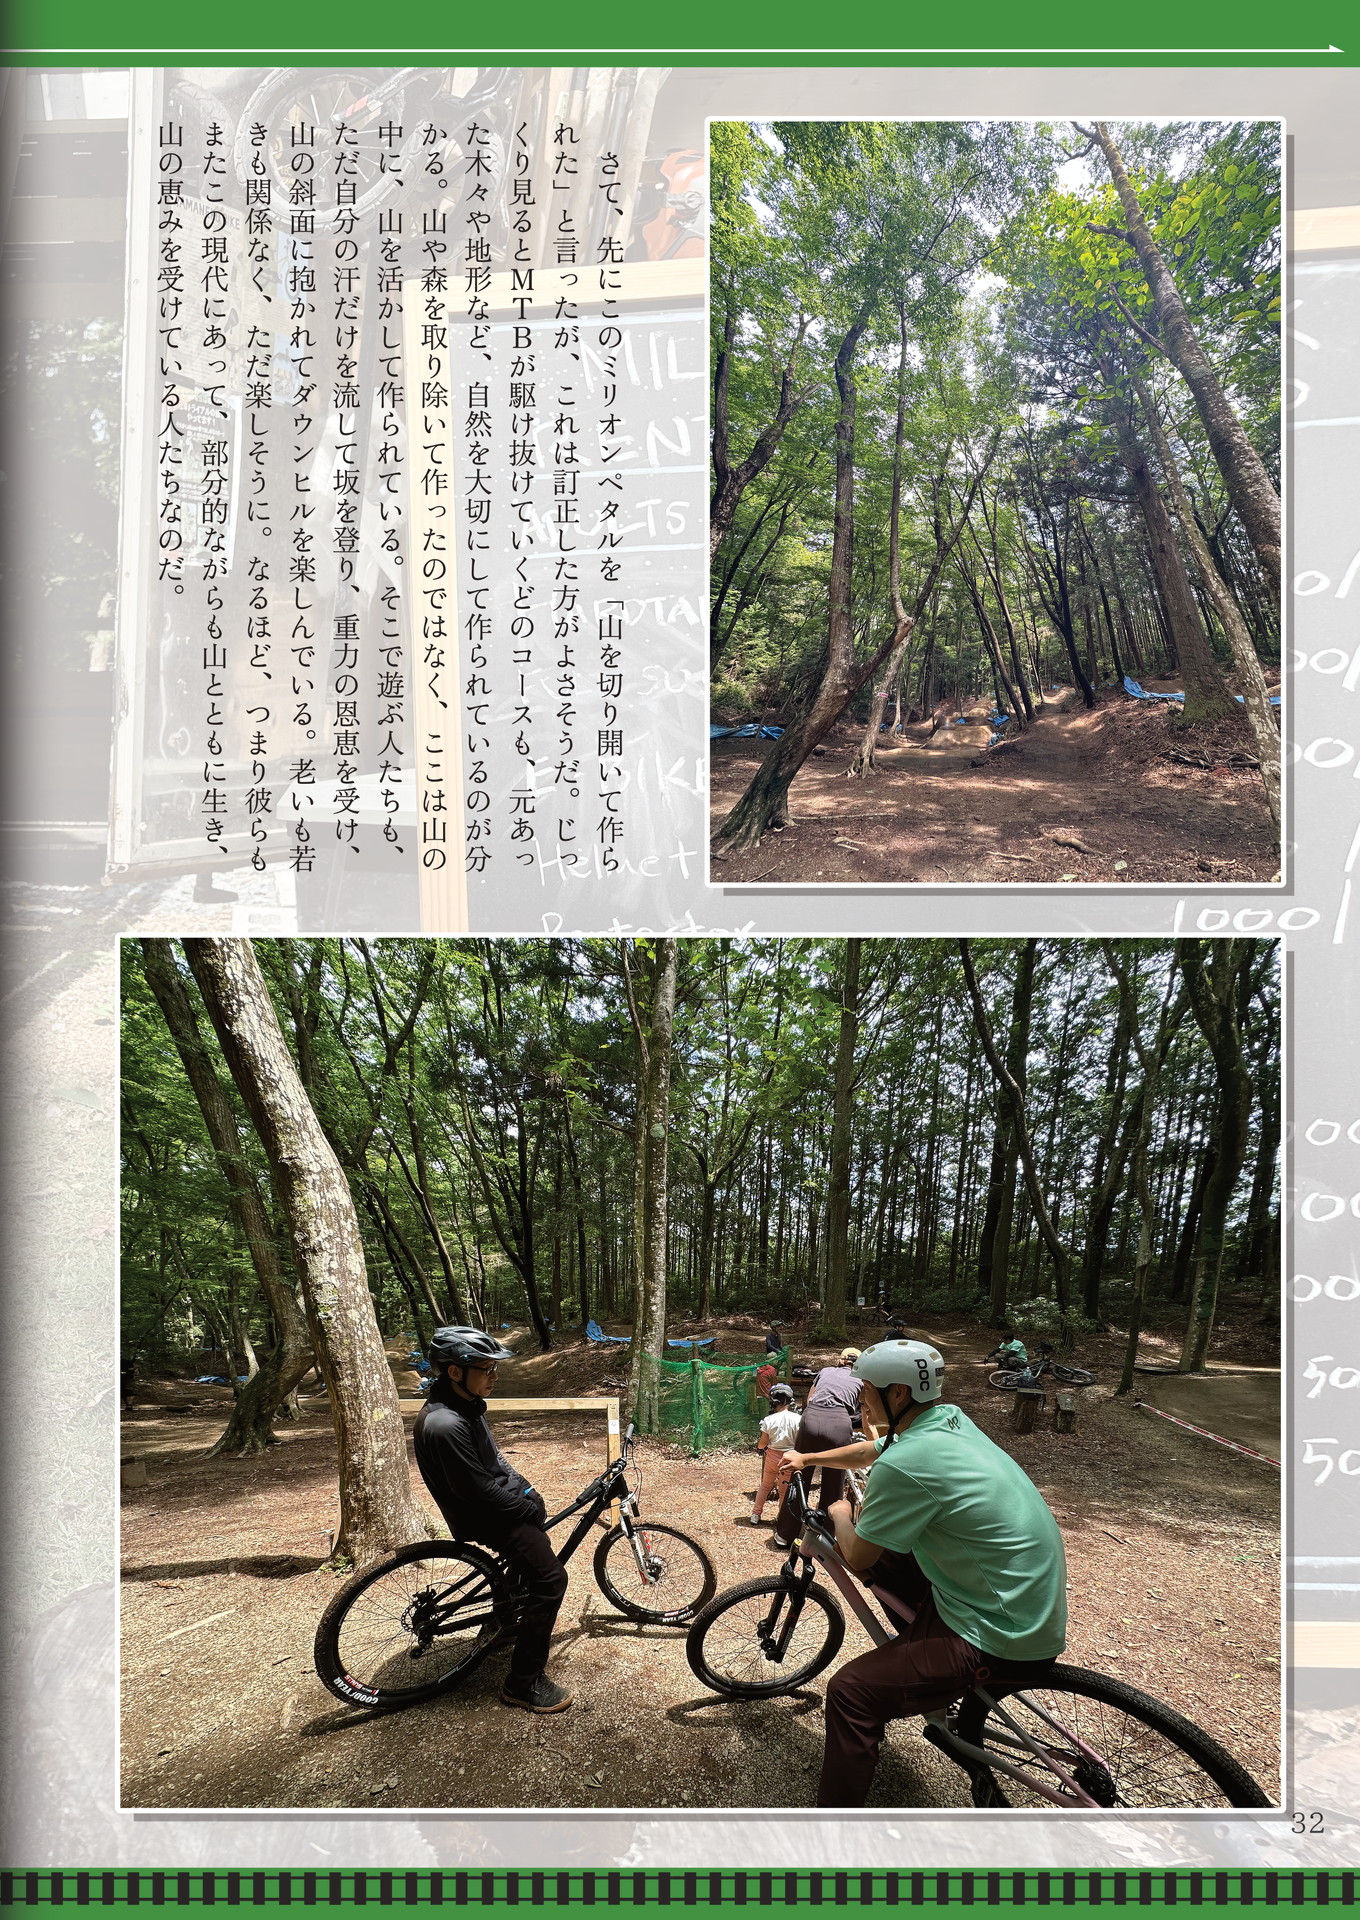 さて、先にこのミリオンペタルを「山を切り開いて作ら
れた」と言ったが、これは訂正した方がよさそうだ。じっ
くり見るとMTBが駆け抜けていくどのコースも、元あっ
た木々や地形など、自然を大切にして作られているのが分
かる。山や森を取り除いて作ったのではなく、ここは山の
中に、山を活かして作られている。そこで遊ぶ人たちも、
ただ自分の汗だけを流して坂を登り、重力の恩恵を受け、
山の斜面に抱かれてダウンヒルを楽しんでいる。老いも若
きも関係なく、ただ楽しそうに。なるほど、つまり彼らも
またこの現代にあって、部分的ながらも山とともに生き、
山の恵みを受けている人たちなのだ。
MIL
RENT
ADULTS
E-BIKE
Helmet
1000
poc
GOODYEAR
32